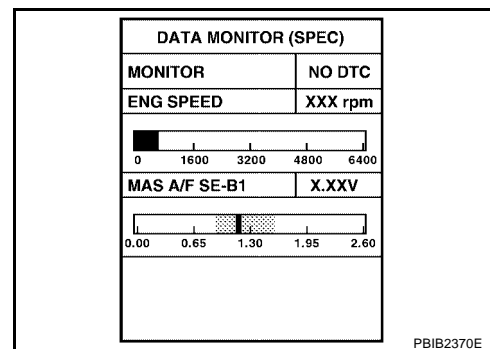 DATA MONITOR (SPEC)
MONITOR NO DTC
ENG SPEED XXX rpm
0 1600 3200 4800 6400
MAS A/F SE-B1 X.XXV
0.00 0.65 1.30 1.95 2.60
PBIB2370E